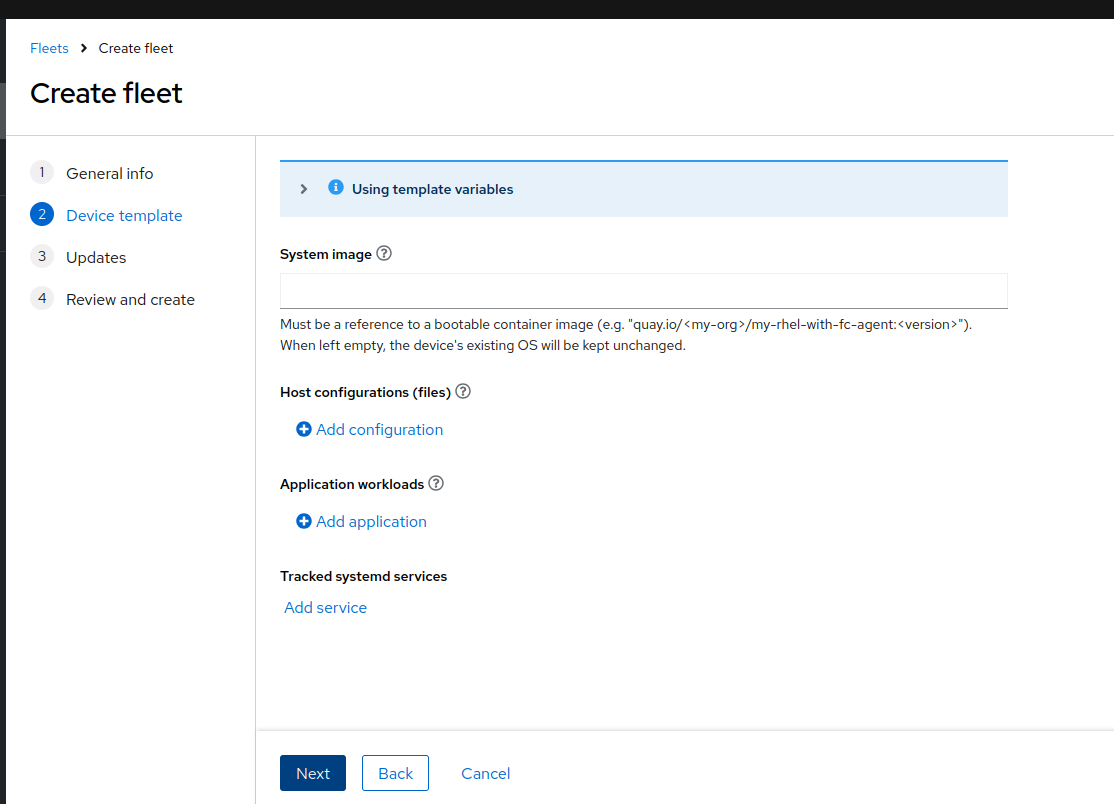 Fleets > Create fleet
Create fleet
1 General info
2 Device template
3 Updates
4 Review and create
Using template variables
System image
Must be a reference to a bootable container image (e.g. "quay.io/<my-org>/my-rhel-with-fc-agent:<version>").
When left empty, the device's existing OS will be kept unchanged.
Host configurations (files)
Add configuration
Application workloads
Add application
Tracked systemd services
Add service
Next Back Cancel